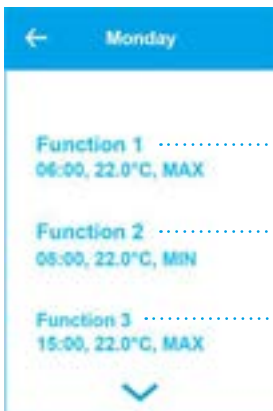 Monday
Function 1
06:00, 22.0°C, MAX
Function 2
08:00, 22.0°C, MIN
Function 3
15:00, 22.0°C, MAX